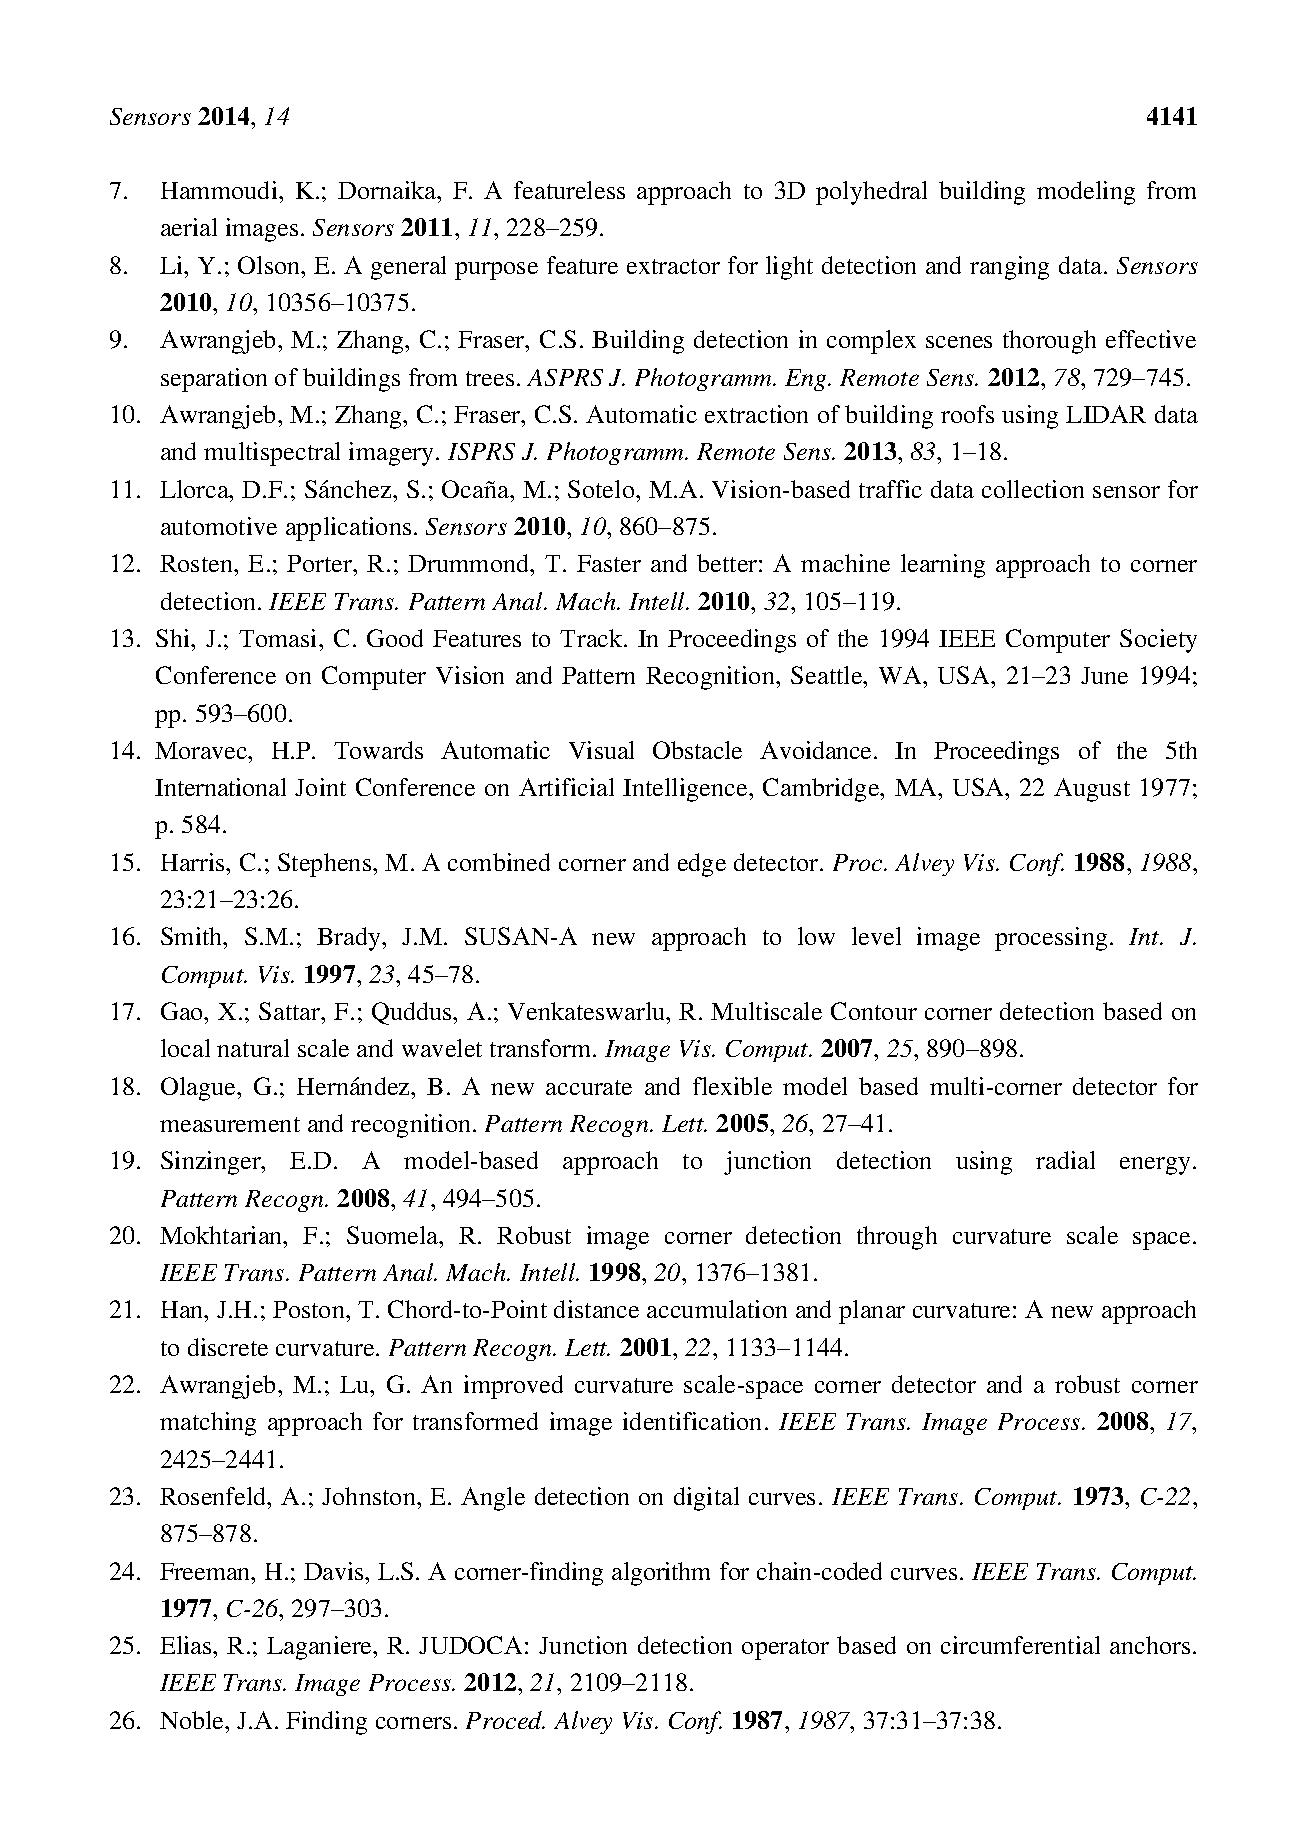 Sensors 2014, 14 4141
7. Hammoudi, K.; Dornaika, F. A featureless approach to 3D polyhedral building modeling from
aerial images. Sensors 2011, 11, 228–259.
8. Li, Y.; Olson, E. A general purpose feature extractor for light detection and ranging data. Sensors
2010, 10, 10356–10375.
9. Awrangjeb, M.; Zhang, C.; Fraser, C.S. Building detection in complex scenes thorough effective
separation of buildings from trees. ASPRS J. Photogramm. Eng. Remote Sens. 2012, 78, 729–745.
10. Awrangjeb, M.; Zhang, C.; Fraser, C.S. Automatic extraction of building roofs using LIDAR data
and multispectral imagery. ISPRS J. Photogramm. Remote Sens. 2013, 83, 1–18.
11. Llorca, D.F.; Sánchez, S.; Ocaña, M.; Sotelo, M.A. Vision-based traffic data collection sensor for
automotive applications. Sensors 2010, 10, 860–875.
12. Rosten, E.; Porter, R.; Drummond, T. Faster and better: A machine learning approach to corner
detection. IEEE Trans. Pattern Anal. Mach. Intell. 2010, 32, 105–119.
13. Shi, J.; Tomasi, C. Good Features to Track. In Proceedings of the 1994 IEEE Computer Society
Conference on Computer Vision and Pattern Recognition, Seattle, WA, USA, 21–23 June 1994;
pp. 593–600.
14. Moravec, H.P. Towards Automatic Visual Obstacle Avoidance. In Proceedings of the 5th
International Joint Conference on Artificial Intelligence, Cambridge, MA, USA, 22 August 1977;
p. 584.
15. Harris, C.; Stephens, M. A combined corner and edge detector. Proc. Alvey Vis. Conf. 1988, 1988,
23:21–23:26.
16. Smith, S.M.; Brady, J.M. SUSAN-A new approach to low level image processing. Int. J.
Comput. Vis. 1997, 23, 45–78.
17. Gao, X.; Sattar, F.; Quddus, A.; Venkateswarlu, R. Multiscale Contour corner detection based on
local natural scale and wavelet transform. Image Vis. Comput. 2007, 25, 890–898.
18. Olague, G.; Hernández, B. A new accurate and flexible model based multi-corner detector for
measurement and recognition. Pattern Recogn. Lett. 2005, 26, 27–41.
19. Sinzinger, E.D. A model-based approach to junction detection using radial energy.
Pattern Recogn. 2008, 41, 494–505.
20. Mokhtarian, F.; Suomela, R. Robust image corner detection through curvature scale space.
IEEE Trans. Pattern Anal. Mach. Intell. 1998, 20, 1376–1381.
21. Han, J.H.; Poston, T. Chord-to-Point distance accumulation and planar curvature: A new approach
to discrete curvature. Pattern Recogn. Lett. 2001, 22, 1133–1144.
22. Awrangjeb, M.; Lu, G. An improved curvature scale-space corner detector and a robust corner
matching approach for transformed image identification. IEEE Trans. Image Process. 2008, 17,
2425–2441.
23. Rosenfeld, A.; Johnston, E. Angle detection on digital curves. IEEE Trans. Comput. 1973, C-22,
875–878.
24. Freeman, H.; Davis, L.S. A corner-finding algorithm for chain-coded curves. IEEE Trans. Comput.
1977, C-26, 297–303.
25. Elias, R.; Laganiere, R. JUDOCA: Junction detection operator based on circumferential anchors.
IEEE Trans. Image Process. 2012, 21, 2109–2118.
26. Noble, J.A. Finding corners. Proced. Alvey Vis. Conf. 1987, 1987, 37:31–37:38.